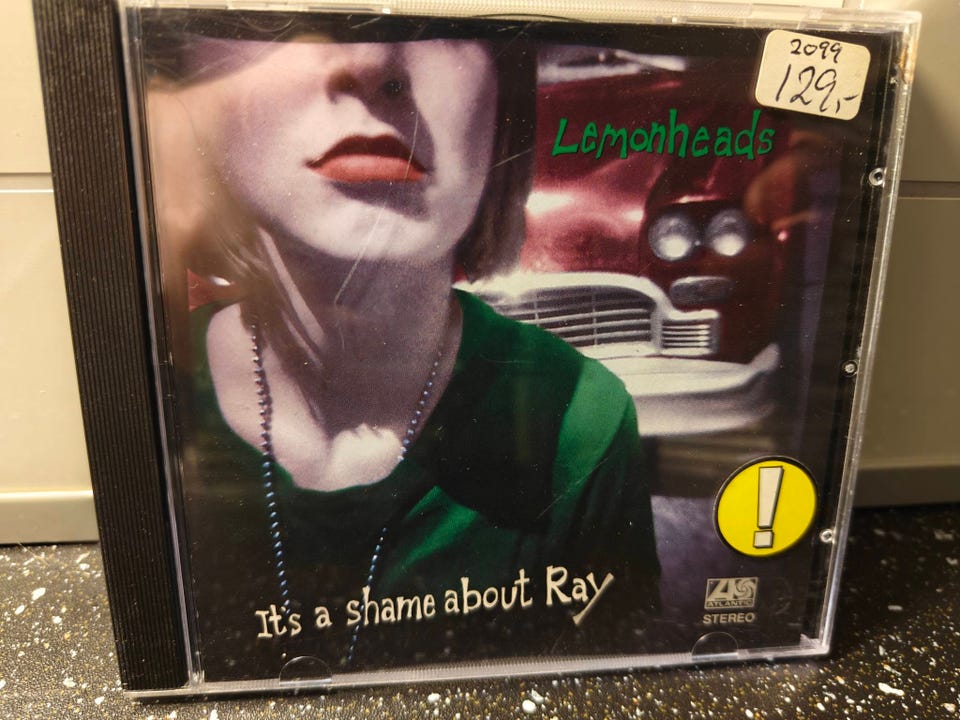 2099
129,-
Lemonheads
!
It's a shame about Ray
ATLANTIC
STEREO